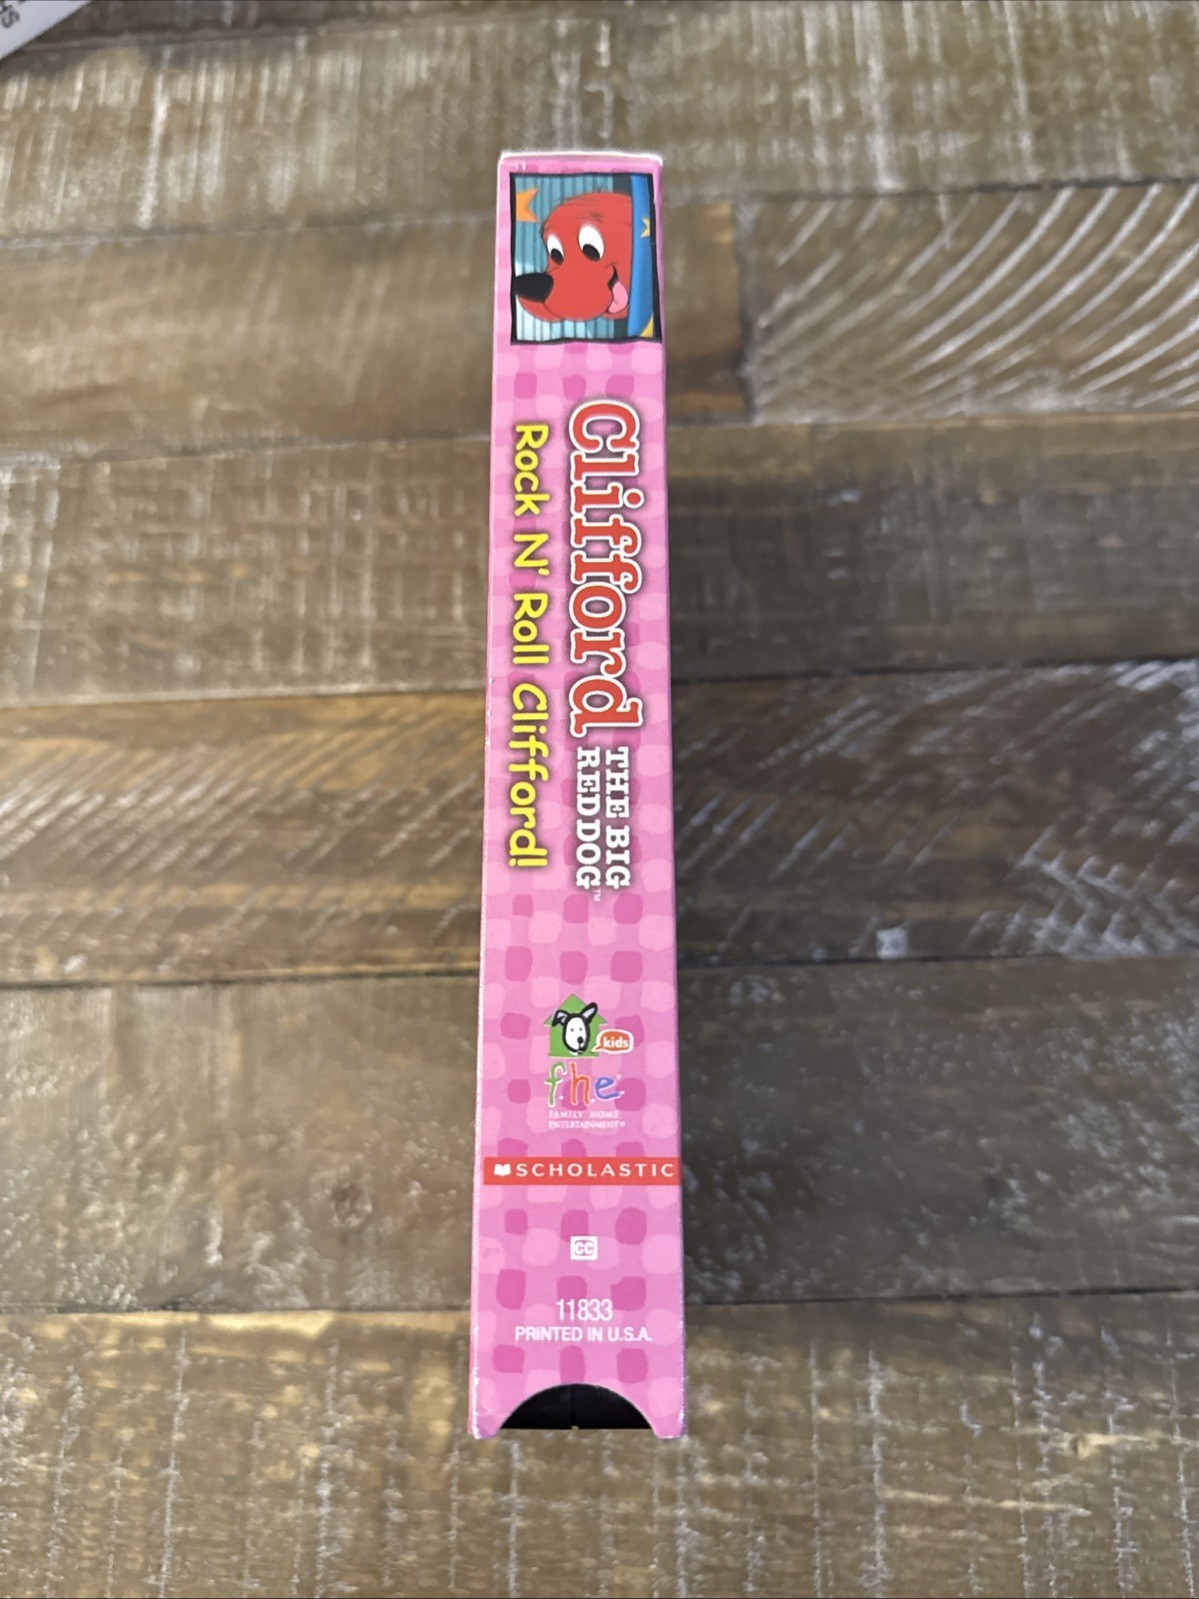 Clifford
THE BIG
RED DOG™
Rock N' Roll Clifford!
kids
f.h.e.
FAMILY HOME
ENTERTAINMENT®
SCHOLASTIC
CC
11833
PRINTED IN U.S.A.